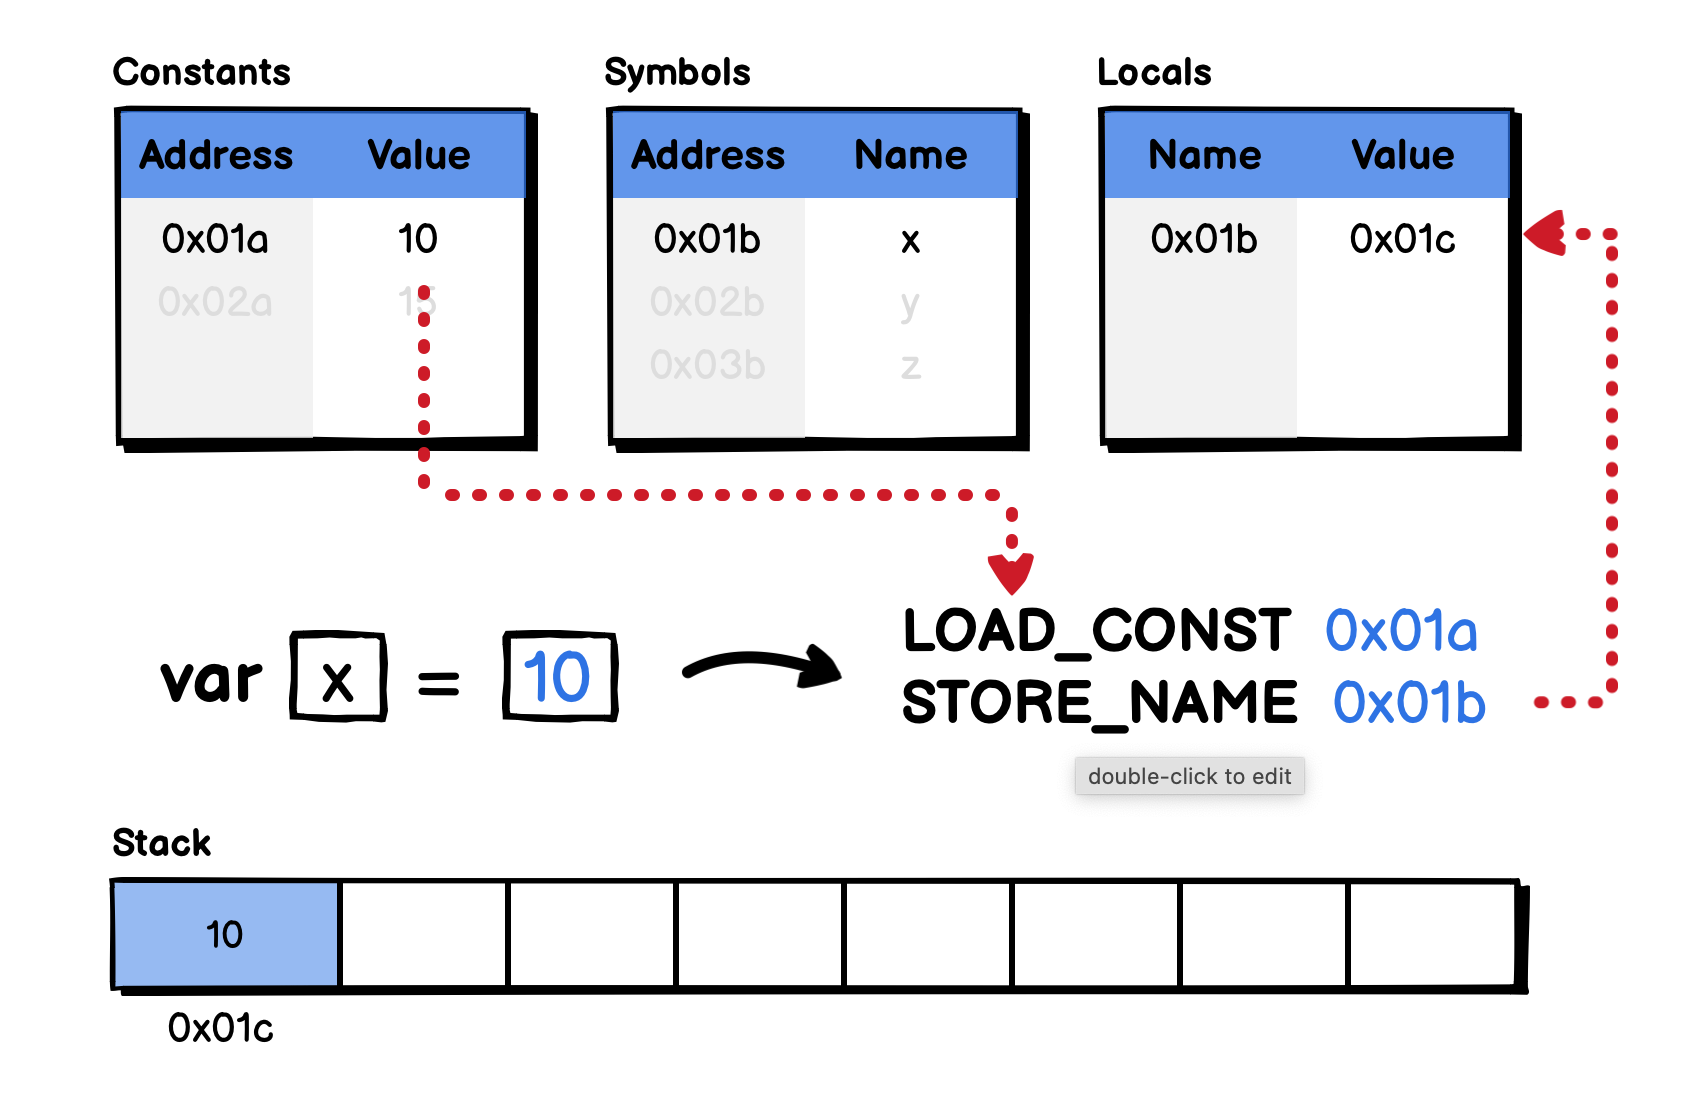 Constants
Address Value
0x01a 10
0x02a 15
Symbols
Address Name
0x01b x
0x02b y
0x03b z
Locals
Name Value
0x01b 0x01c
var x = 10
LOAD_CONST 0x01a
STORE_NAME 0x01b
double-click to edit
Stack
10
0x01c